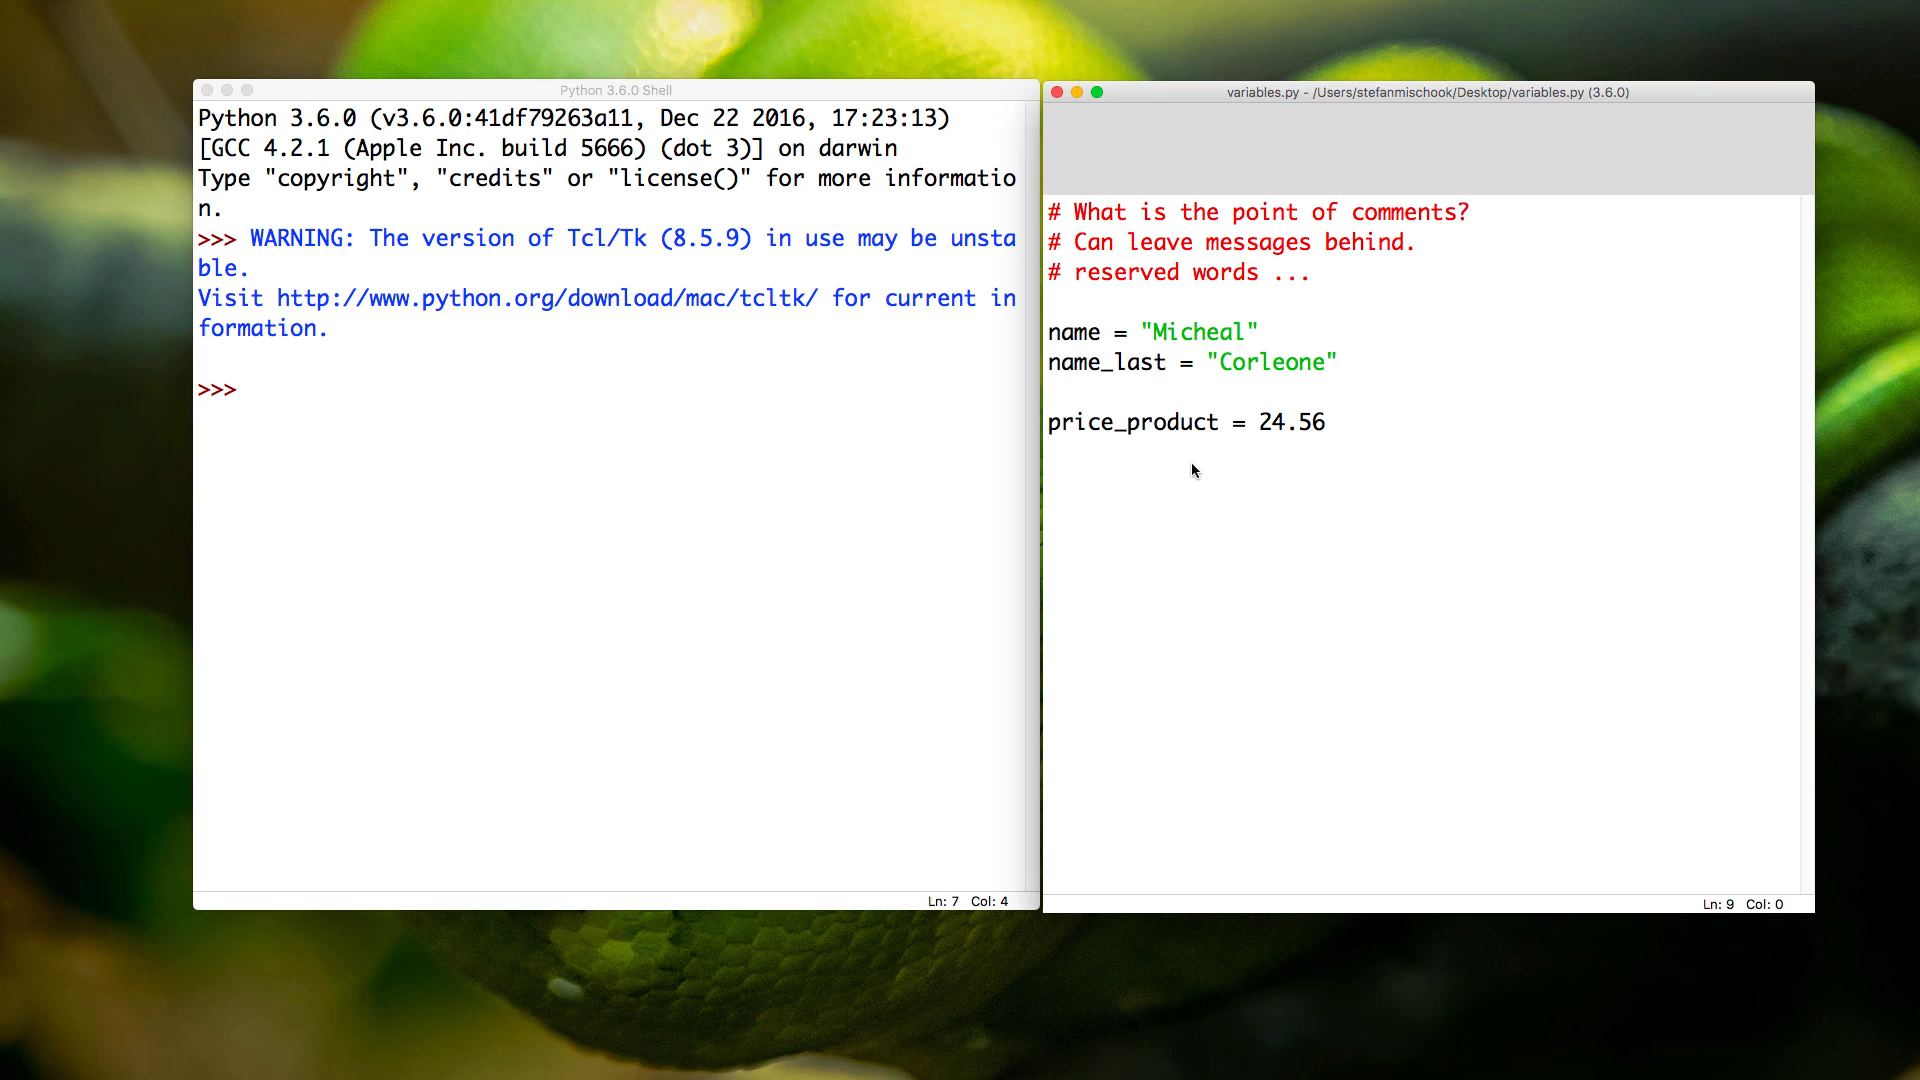 Python 3.6.0 Shell
Python 3.6.0 (v3.6.0:41df79263a11, Dec 22 2016, 17:23:13)
[GCC 4.2.1 (Apple Inc. build 5666) (dot 3)] on darwin
Type "copyright", "credits" or "license()" for more informatio
n.
>>> WARNING: The version of Tcl/Tk (8.5.9) in use may be unsta
ble.
Visit http://www.python.org/download/mac/tcltk/ for current in
formation.
>>>
Ln: 7 Col: 4
variables.py - /Users/stefanmischook/Desktop/variables.py (3.6.0)
# What is the point of comments?
# Can leave messages behind.
# reserved words ...
name = "Micheal"
name_last = "Corleone"
price_product = 24.56
Ln: 9 Col: 0